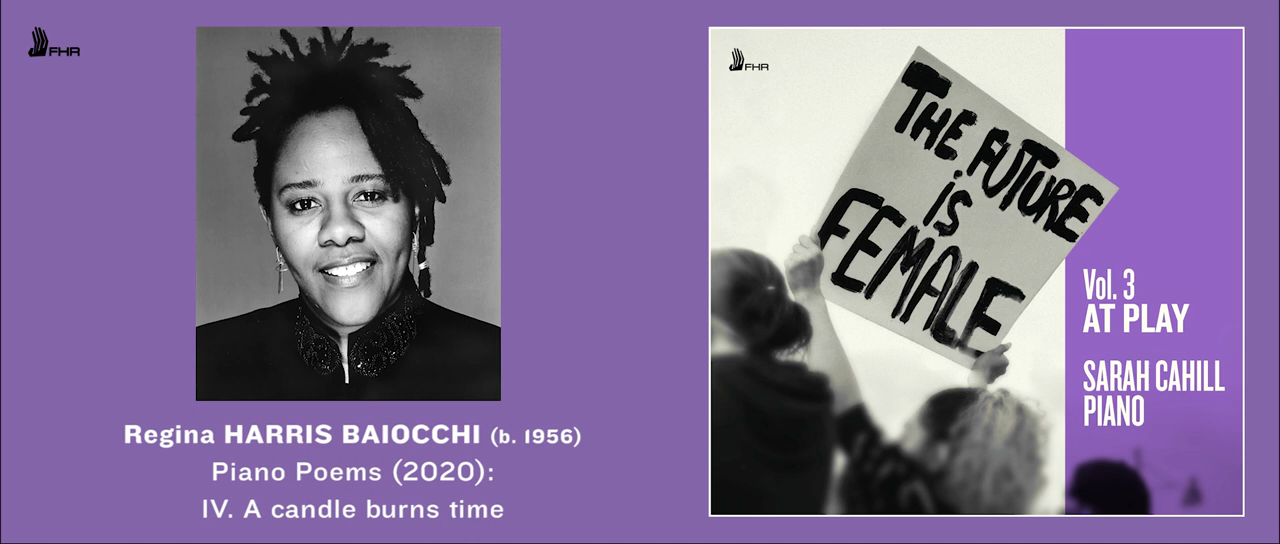 FHR
Regina HARRIS BAIOCCHI (b. 1956)
Piano Poems (2020):
IV. A candle burns time
FHR
THE FUTURE
iS
FEMALE
Vol. 3
AT PLAY
SARAH CAHILL
PIANO